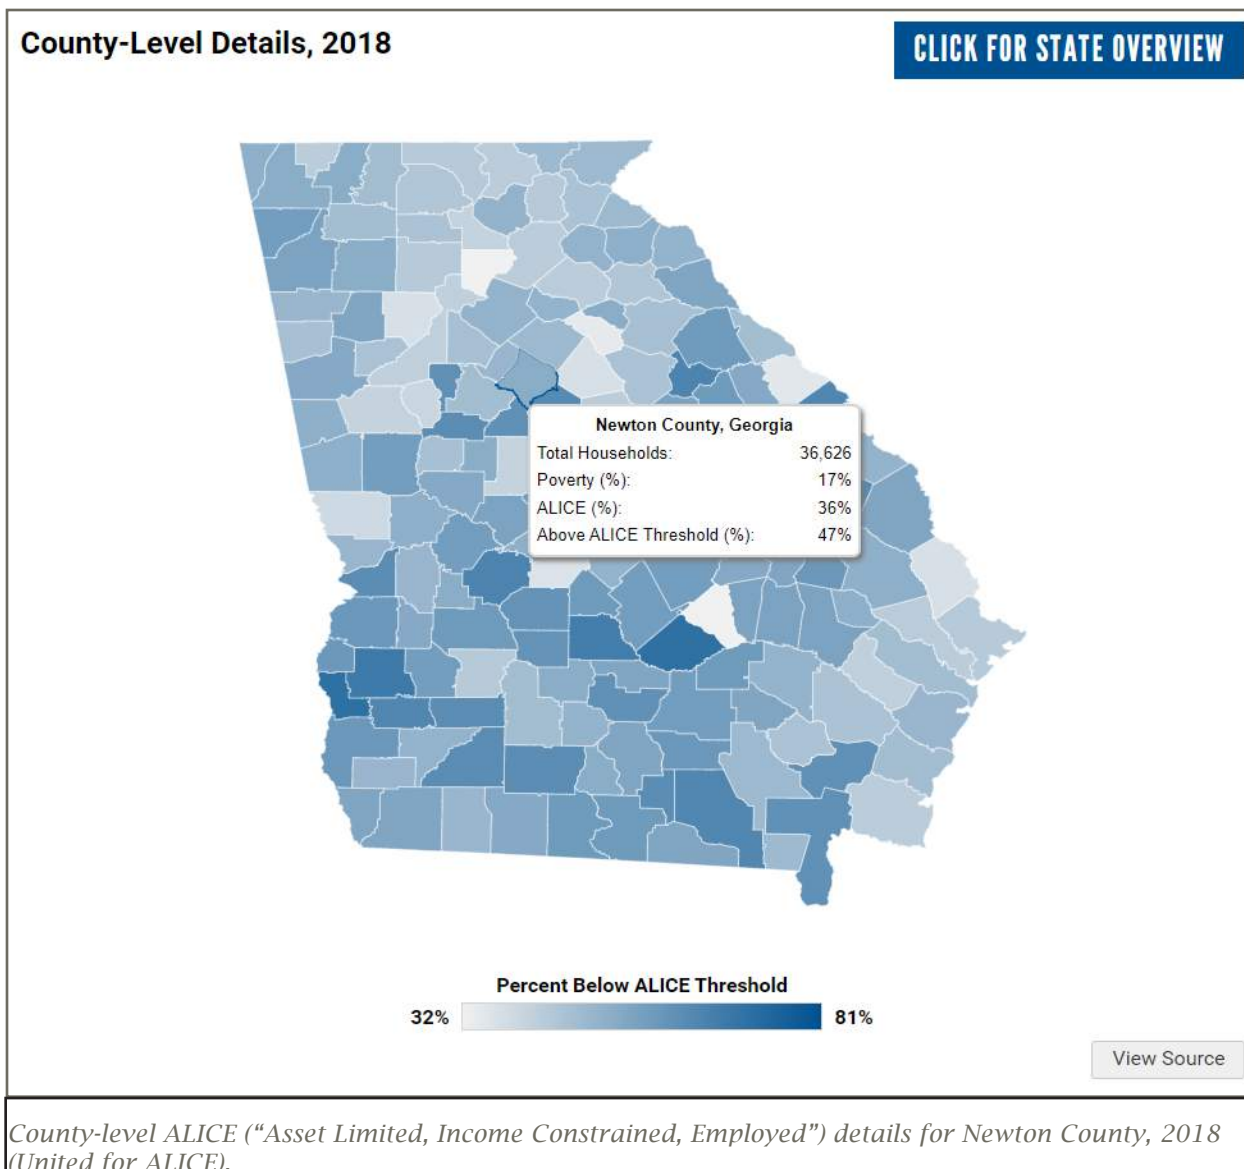 County-Level Details, 2018
CLICK FOR STATE OVERVIEW
Newton County, Georgia
Total Households: 36,626
Poverty (%): 17%
ALICE (%): 36%
Above ALICE Threshold (%): 47%
Percent Below ALICE Threshold
32% 81%
View Source
County-level ALICE (“Asset Limited, Income Constrained, Employed”) details for Newton County, 2018
(United for ALICE).